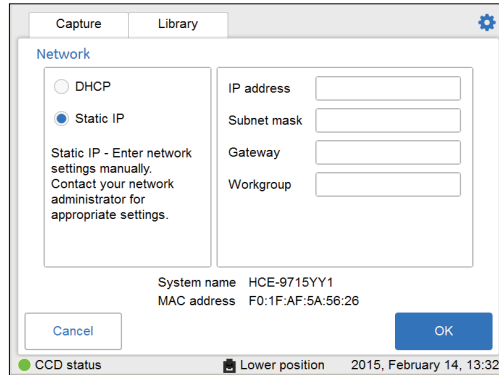 Capture
Library
Network
DHCP
Static IP
Static IP - Enter network
settings manually.
Contact your network
administrator for
appropriate settings.
IP address
Subnet mask
Gateway
Workgroup
System name HCE-9715YY1
MAC address F0:1F:AF:5A:56:26
Cancel
OK
CCD status
Lower position
2015, February 14, 13:32